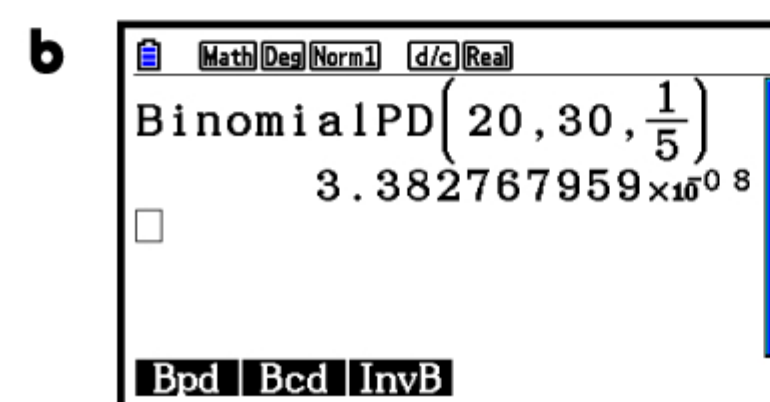 b
Math Deg Norm1 d/c Real
BinomialPD(20,30,1/5)
3.382767959×10⁻⁰⁸
Bpd Bcd InvB